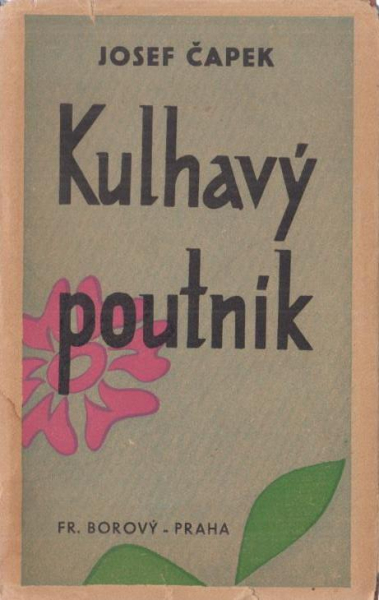 JOSEF ČAPEK
Kulhavý
poutník
FR. BOROVÝ - PRAHA